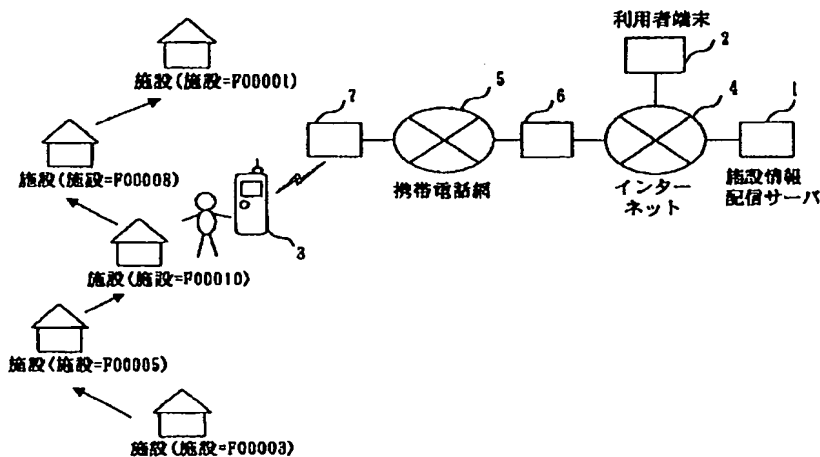 利用者端末
2
施設(施設=F00001)
7
5
6
4
1
施設(施設=F00008)
携帯電話網
インター
ネット
施設情報
配信サーバ
3
施設(施設=F00010)
施設(施設=F00005)
施設(施設=F00003)